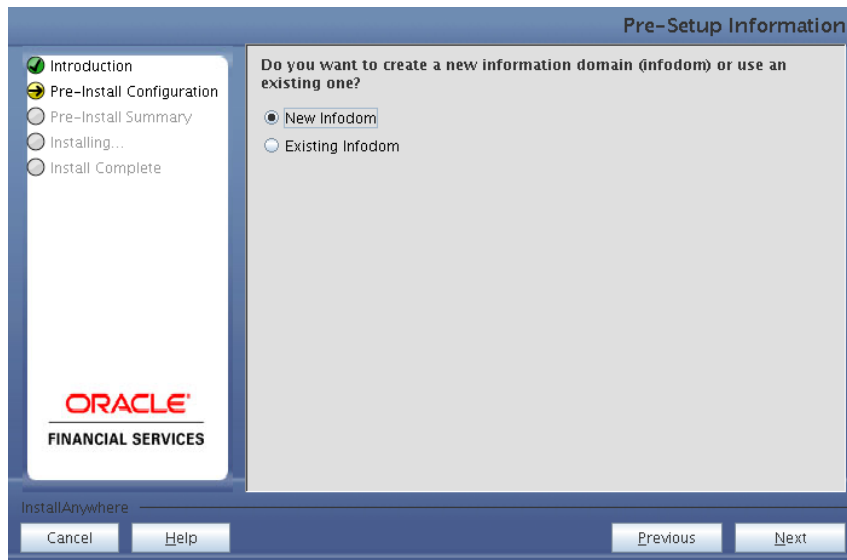 Pre-Setup Information
Introduction
Pre-Install Configuration
Pre-Install Summary
Installing...
Install Complete
ORACLE'
FINANCIAL SERVICES
Do you want to create a new information domain (infodom) or use an
existing one?
New Infodom
Existing Infodom
InstallAnywhere
Cancel
Help
Previous
Next